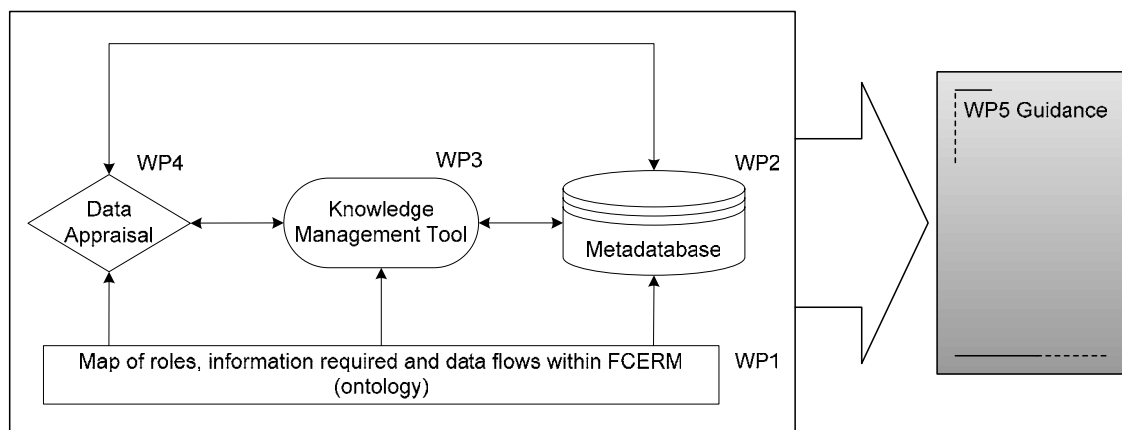 WP4
WP3
WP2
WP5 Guidance
Data
Appraisal
Knowledge
Management Tool
Metadatabase
Map of roles, information required and data flows within FCERM
(ontology)
WP1